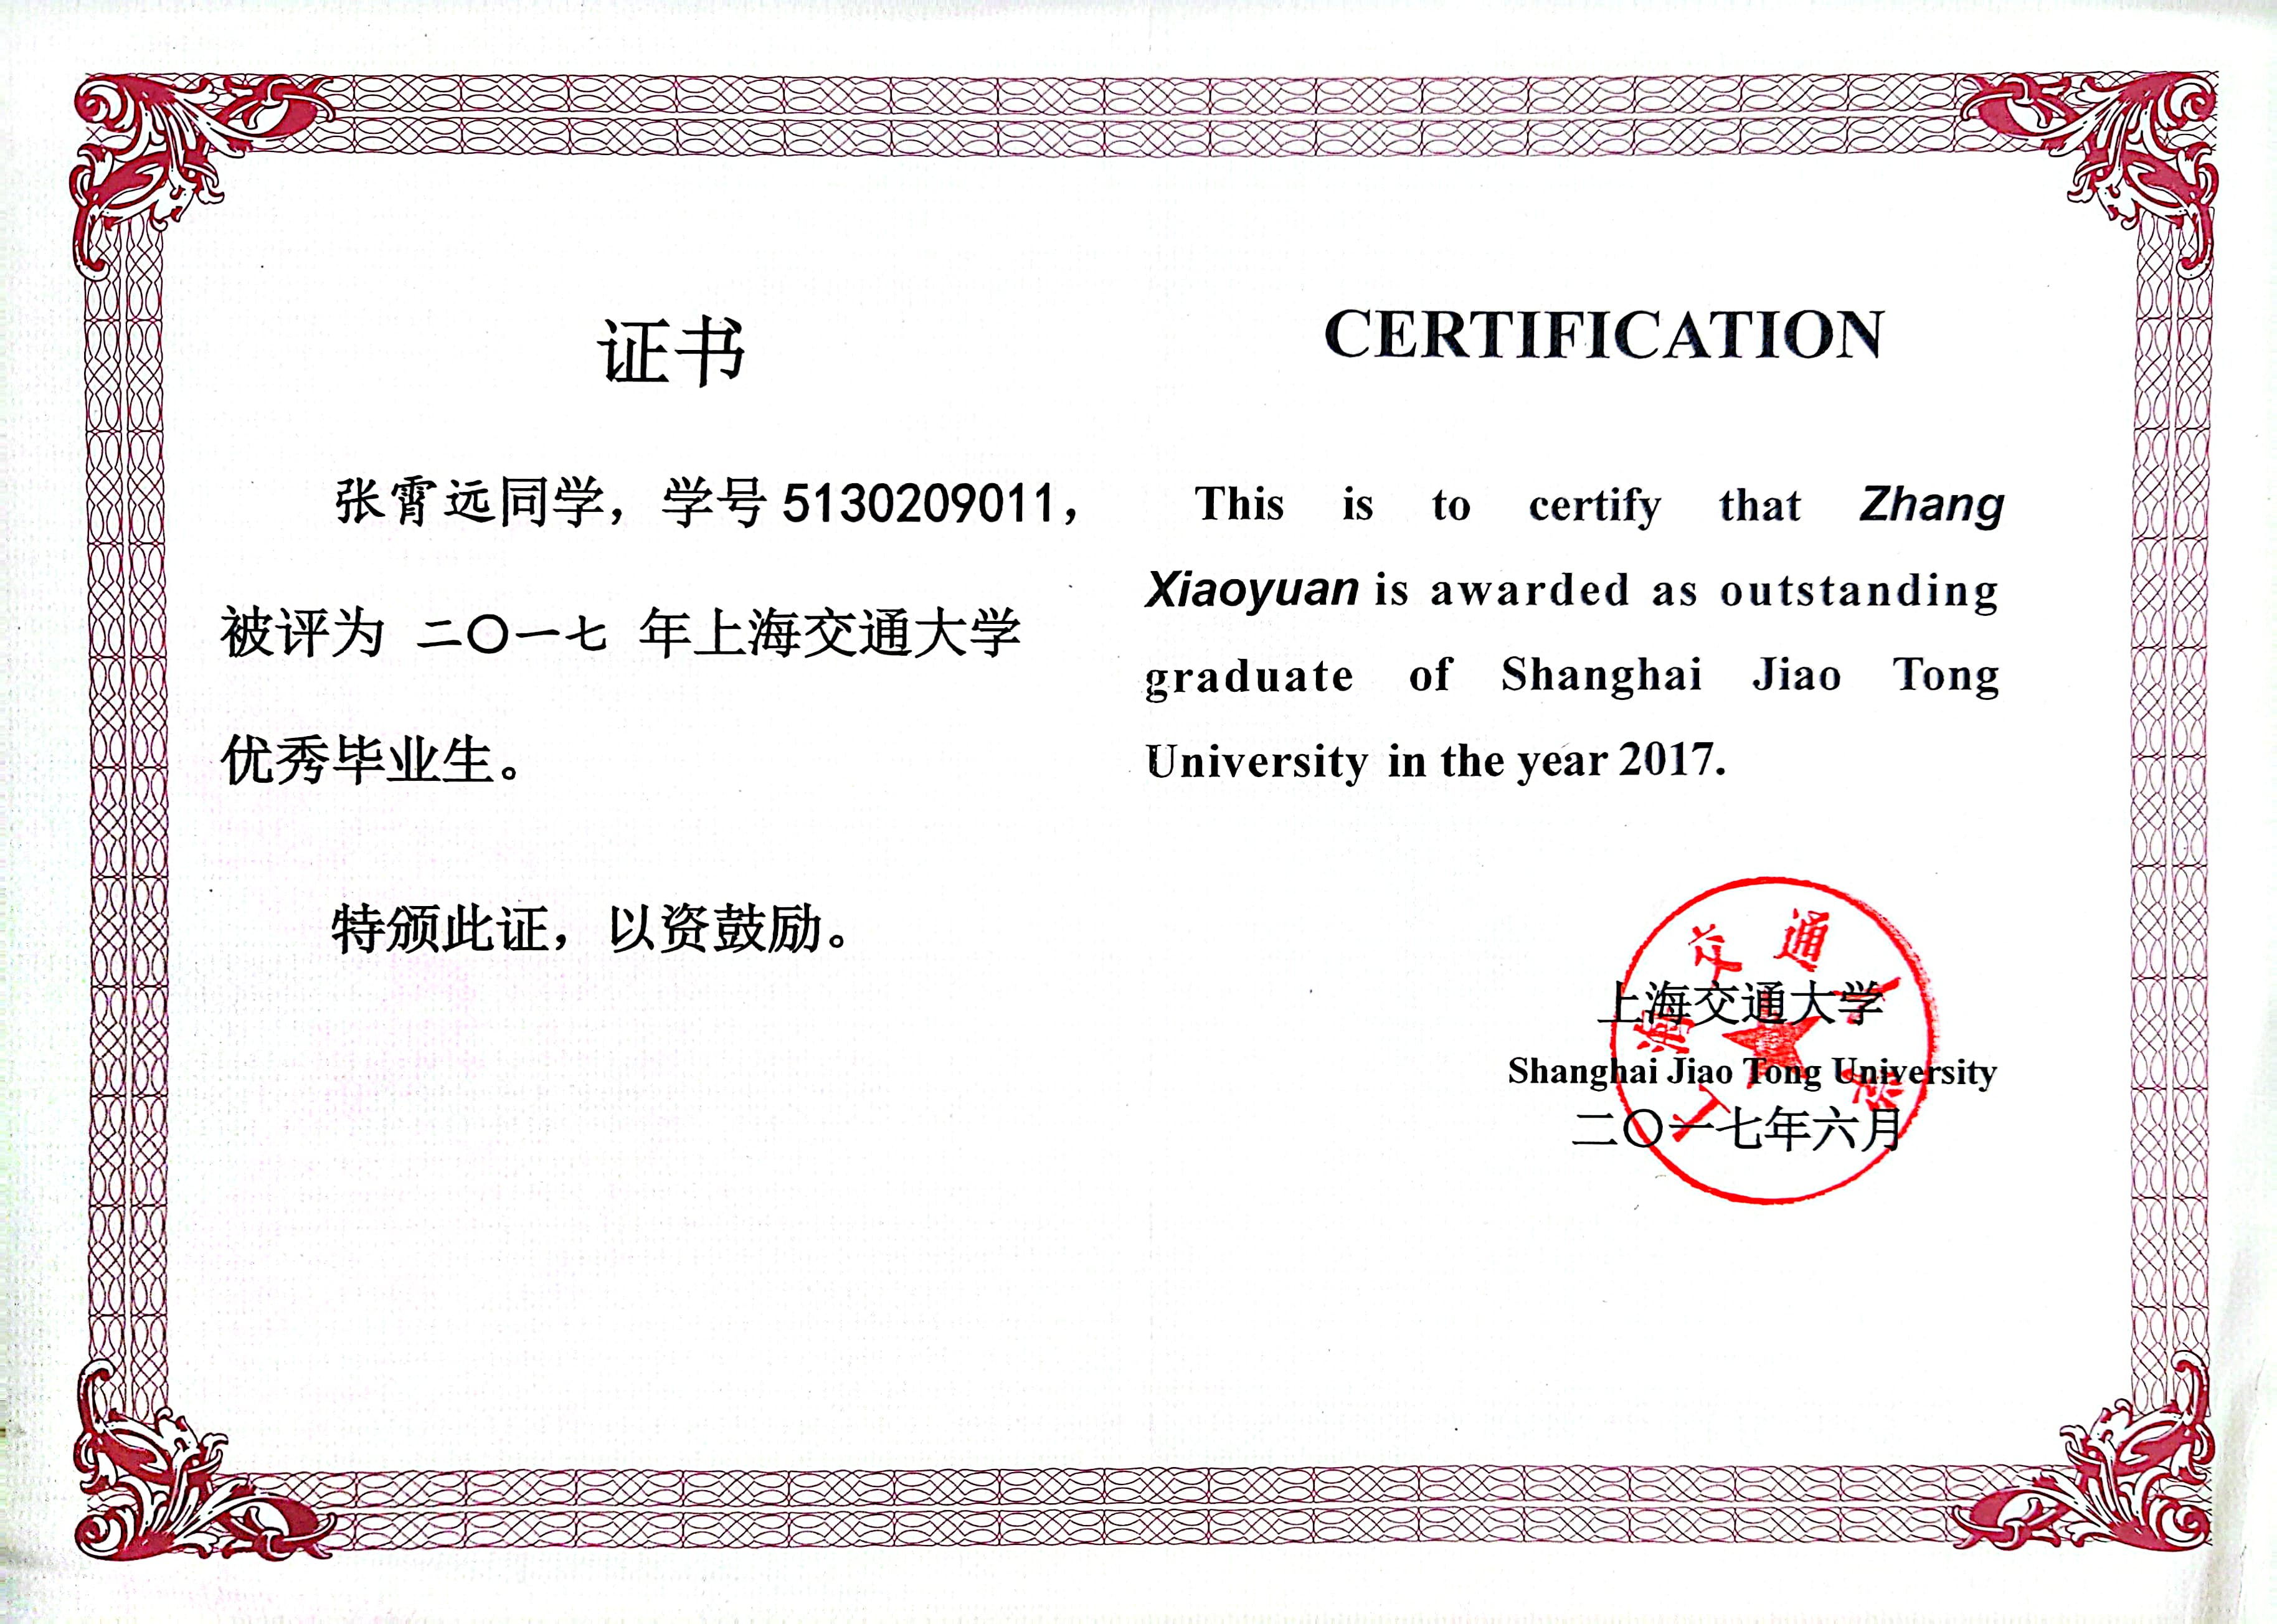 证书
张霄远同学，学号 5130209011，
被评为 二〇一七 年上海交通大学
优秀毕业生。
特颁此证，以资鼓励。
CERTIFICATION
This is to certify that Zhang
Xiaoyuan is awarded as outstanding
graduate of Shanghai Jiao Tong
University in the year 2017.
上海交通大学
上海交通大学
Shanghai Jiao Tong University
二〇一七年六月